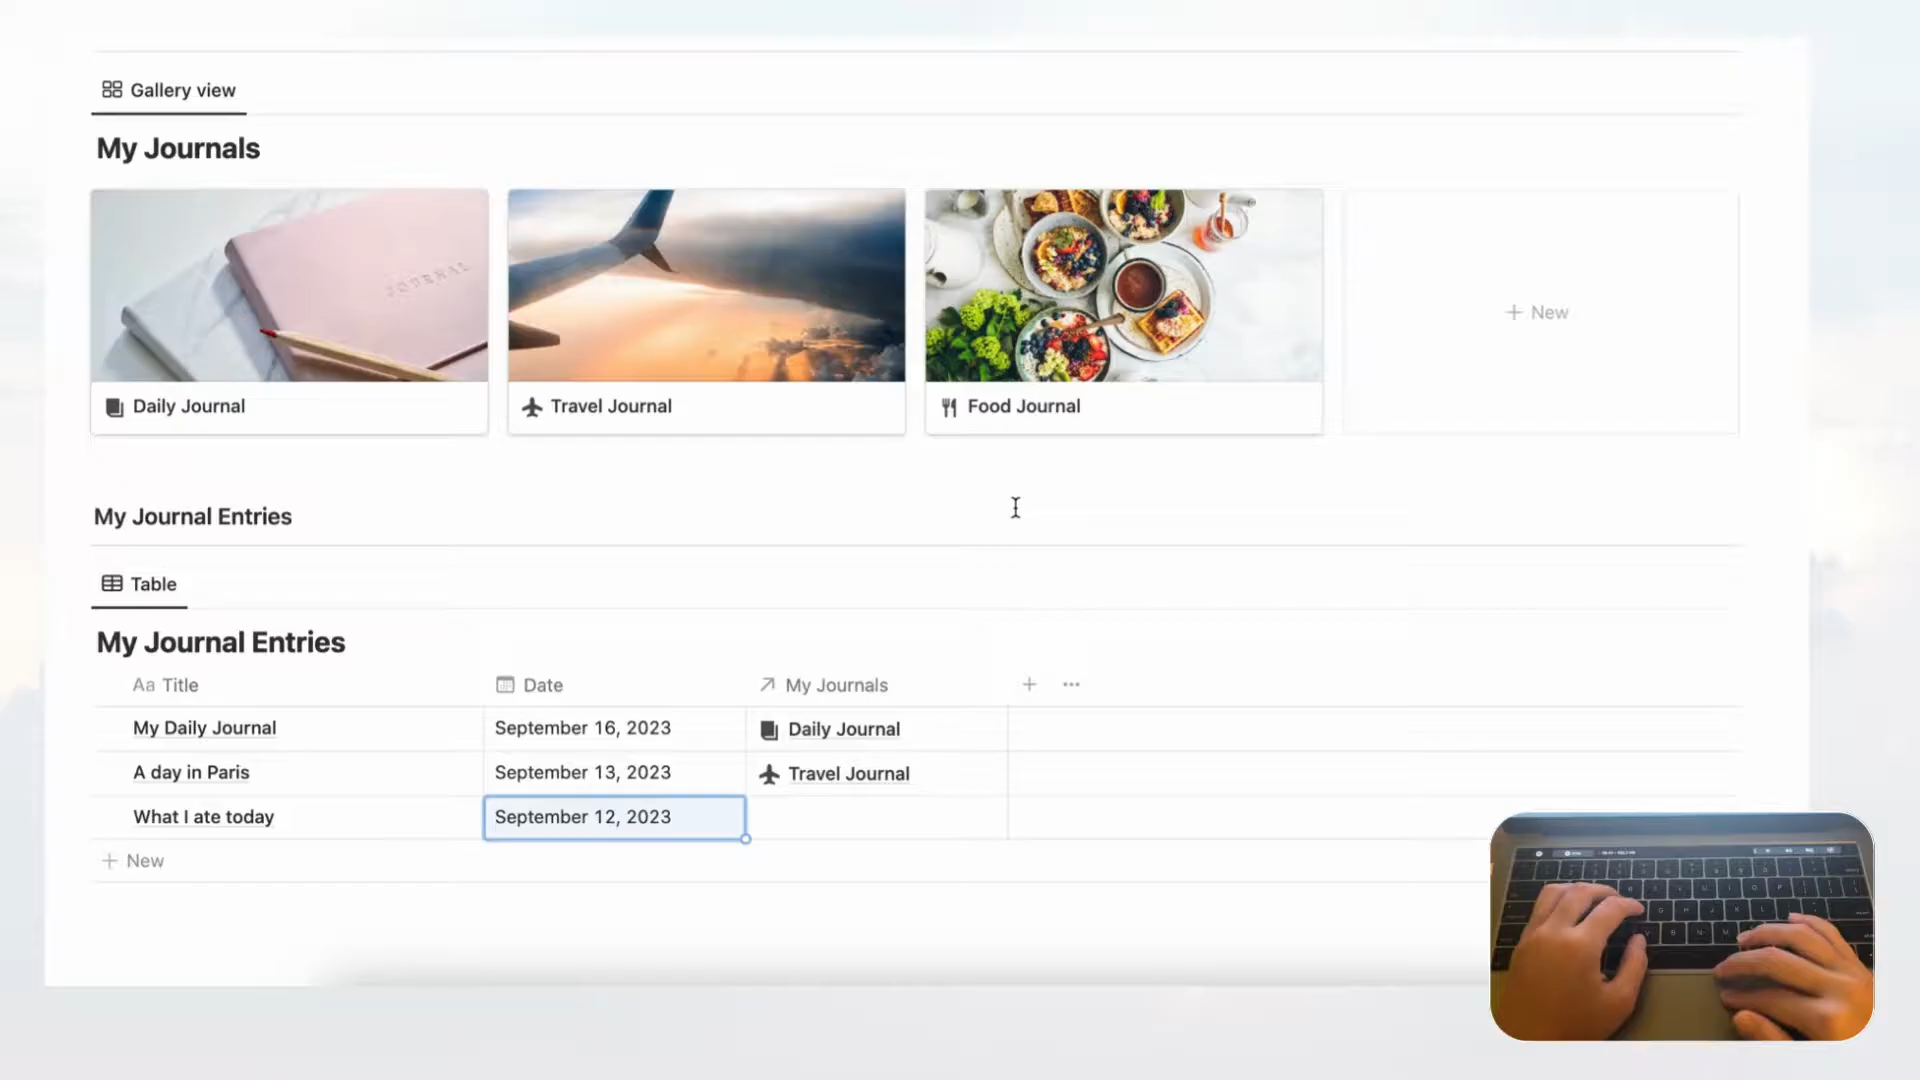 Gallery view
My Journals
JOURNAL
Daily Journal
Travel Journal
Food Journal
+ New
My Journal Entries
Table
My Journal Entries
Aa Title Date My Journals + ...
My Daily Journal September 16, 2023 Daily Journal
A day in Paris September 13, 2023 Travel Journal
What I ate today September 12, 2023
+ New